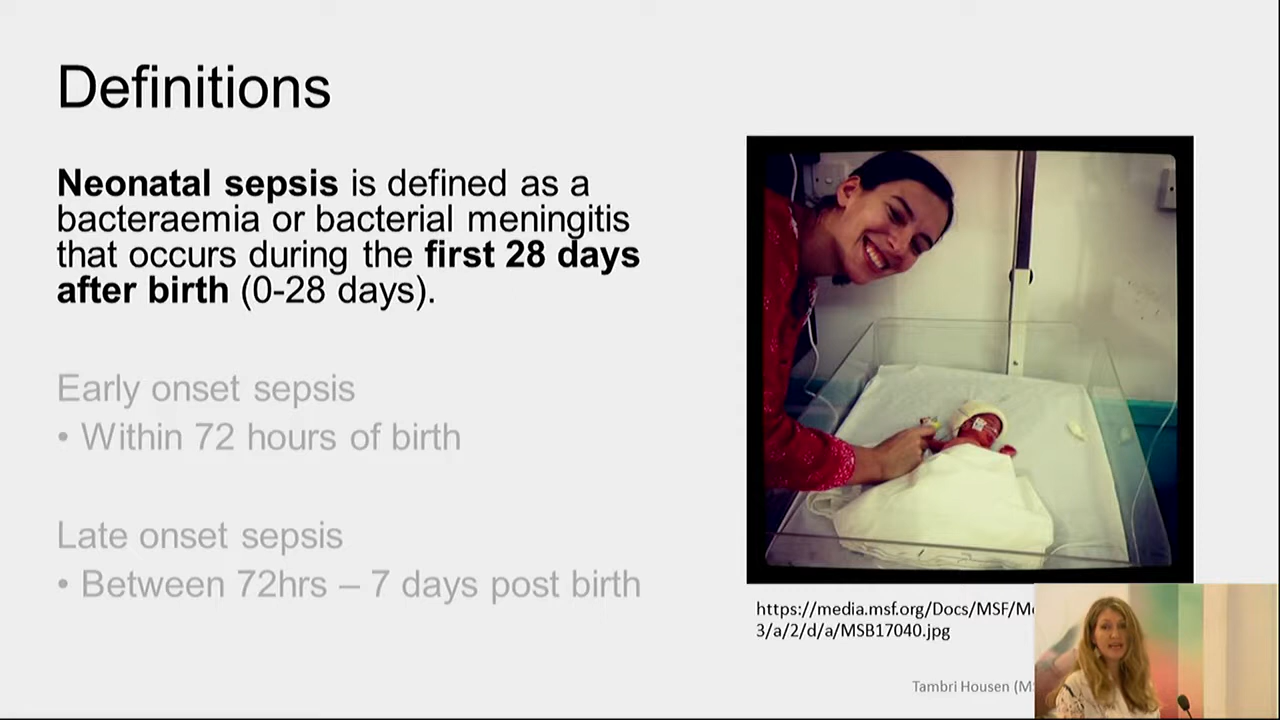 Definitions
Neonatal sepsis is defined as a
bacteraemia or bacterial meningitis
that occurs during the first 28 days
after birth (0-28 days).
Early onset sepsis
• Within 72 hours of birth
Late onset sepsis
• Between 72hrs – 7 days post birth
https://media.msf.org/Docs/MSF/M
3/a/2/d/a/MSB17040.jpg
Tambri Housen